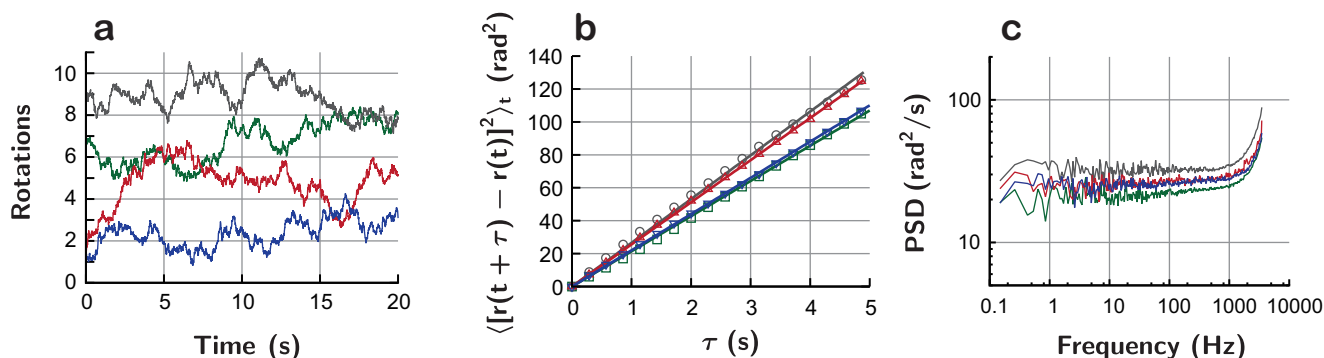 a
10
8
6
4
2
0
0 5 10 15 20
Rotations
Time (s)
b
140
120
100
80
60
40
20
0
0 1 2 3 4 5
⟨[r(t + τ) − r(t)]²⟩ₜ (rad²)
τ (s)
c
100
10
0.1 1 10 100 1000 10000
PSD (rad²/s)
Frequency (Hz)